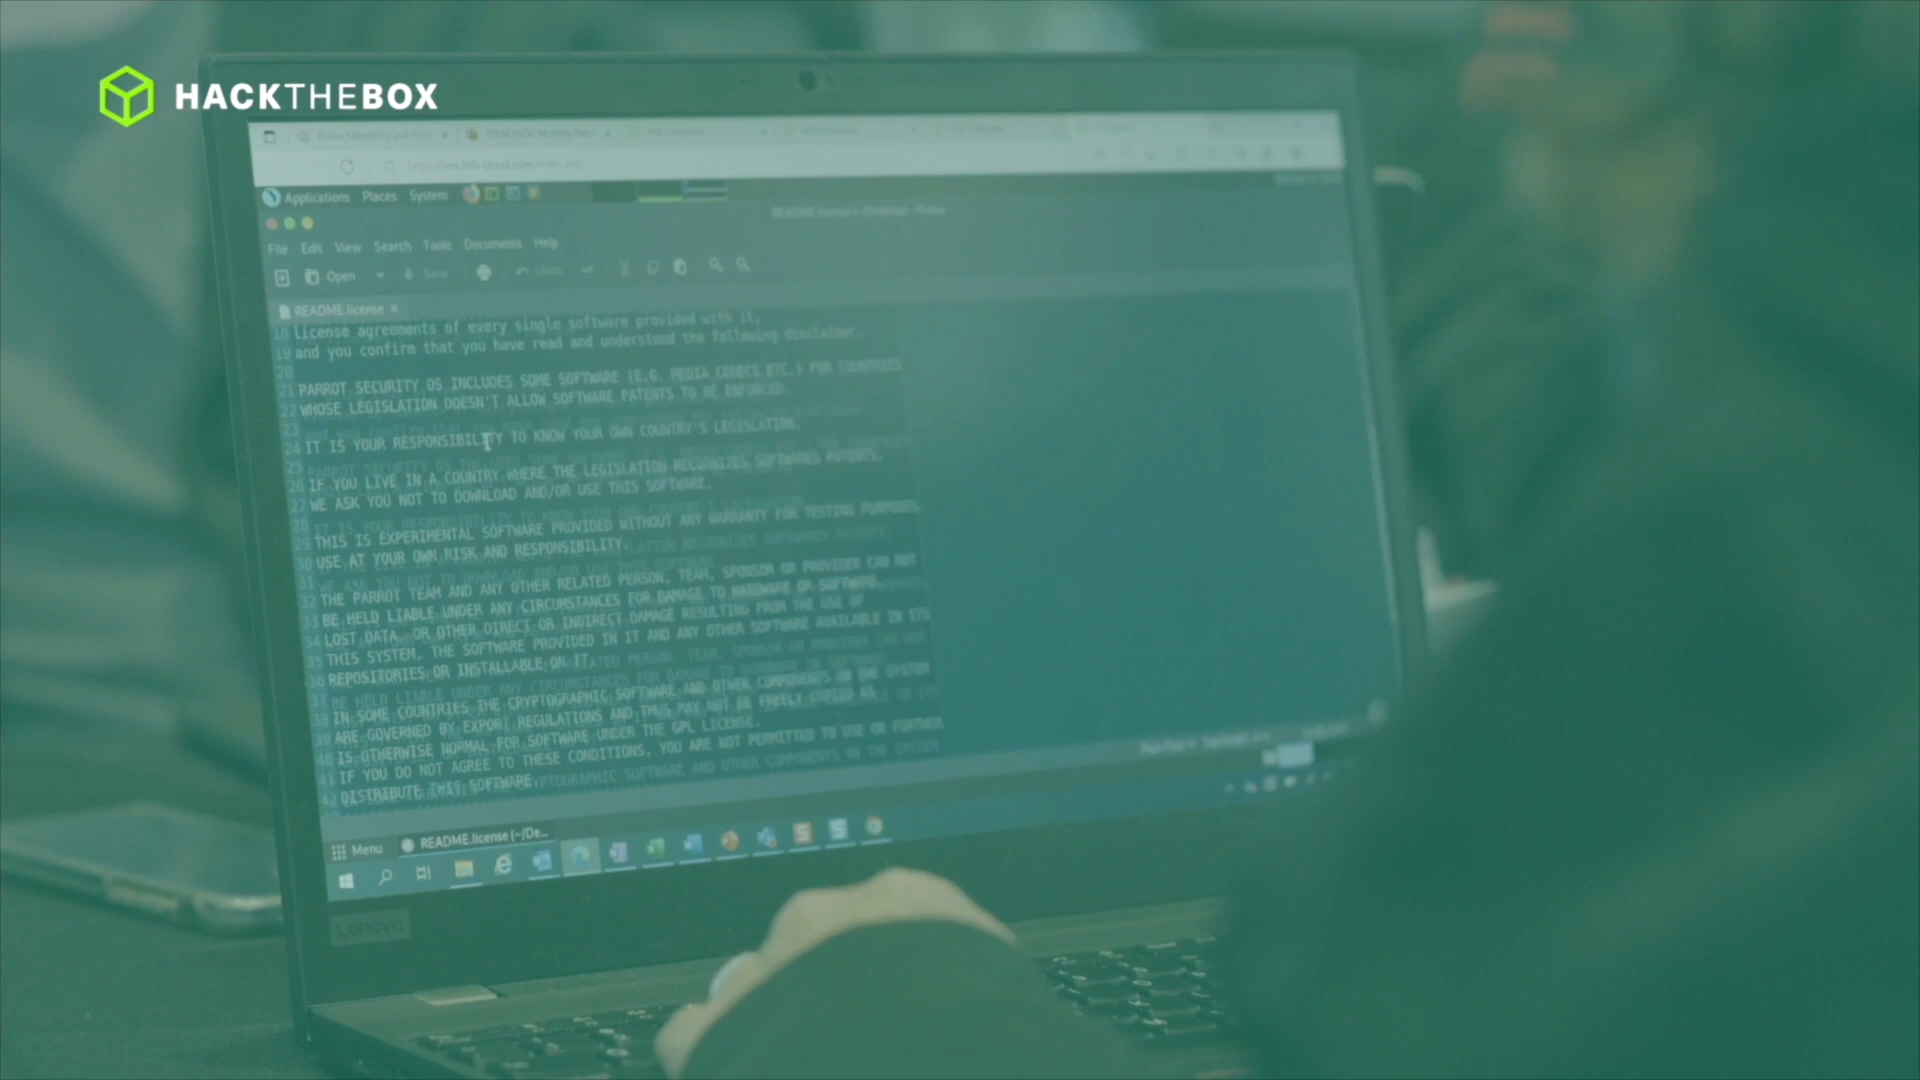 HACKTHEBOX
Applications Places System
File Edit View Search Tools Documents Help
Open Save Undo
README.license
18 license agreements of every single software provided with it,
19 and you confirm that you have read and understood the following disclaimer.
20
21 PARROT SECURITY OS INCLUDES SOME SOFTWARE (E.G. MEDIA CODECS ETC.) FOR COUNTRIES
22 WHOSE LEGISLATION DOESN'T ALLOW SOFTWARE PATENTS TO BE ENFORCED.
23
24 IT IS YOUR RESPONSIBILITY TO KNOW YOUR OWN COUNTRY'S LEGISLATION.
25
26 IF YOU LIVE IN A COUNTRY WHERE THE LEGISLATION RECOGNIZES SOFTWARES PATENTS,
27 WE ASK YOU NOT TO DOWNLOAD AND/OR USE THIS SOFTWARE.
28
29 THIS IS EXPERIMENTAL SOFTWARE PROVIDED WITHOUT ANY WARRANTY FOR TESTING PURPOSES,
30 USE AT YOUR OWN RISK AND RESPONSIBILITY.
31
32 THE PARROT TEAM AND ANY OTHER RELATED PERSON, TEAM, SPONSOR OR PROVIDER CAN NOT
33 BE HELD LIABLE UNDER ANY CIRCUMSTANCES FOR DAMAGE TO HARDWARE OR SOFTWARE,
34 LOST DATA, OR OTHER DIRECT OR INDIRECT DAMAGE RESULTING FROM THE USE OF
35 THIS SYSTEM, THE SOFTWARE PROVIDED IN IT AND ANY OTHER SOFTWARE AVAILABLE IN ITS
36 REPOSITORIES OR INSTALLABLE ON IT.
37
38 IN SOME COUNTRIES THE CRYPTOGRAPHIC SOFTWARE AND OTHER COMPONENTS ON THE SYSTEM
39 ARE GOVERNED BY EXPORT REGULATIONS AND THUS MAY NOT BE FREELY COPIED AS
40 IS OTHERWISE NORMAL FOR SOFTWARE UNDER THE GPL LICENSE.
41 IF YOU DO NOT AGREE TO THESE CONDITIONS, YOU ARE NOT PERMITTED TO USE OR FURTHER
42 DISTRIBUTE THIS SOFTWARE.
Menu README.license (~/De...
Lenovo